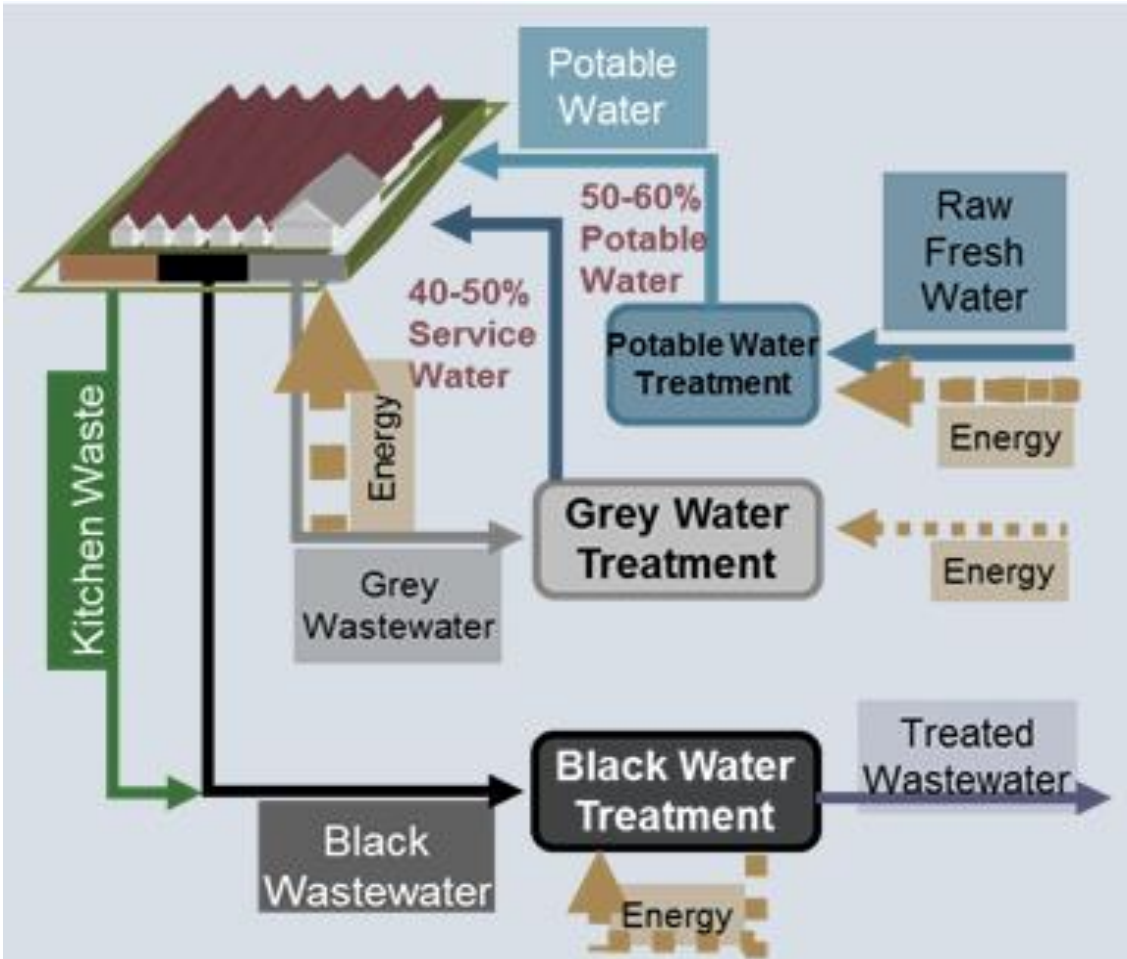 Potable
Water
50-60%
Potable
Water
Raw
Fresh
Water
40-50%
Service
Water
Potable Water
Treatment
Energy
Energy
Kitchen Waste
Grey Water
Treatment
Energy
Grey
Wastewater
Black Water
Treatment
Treated
Wastewater
Black
Wastewater
Energy